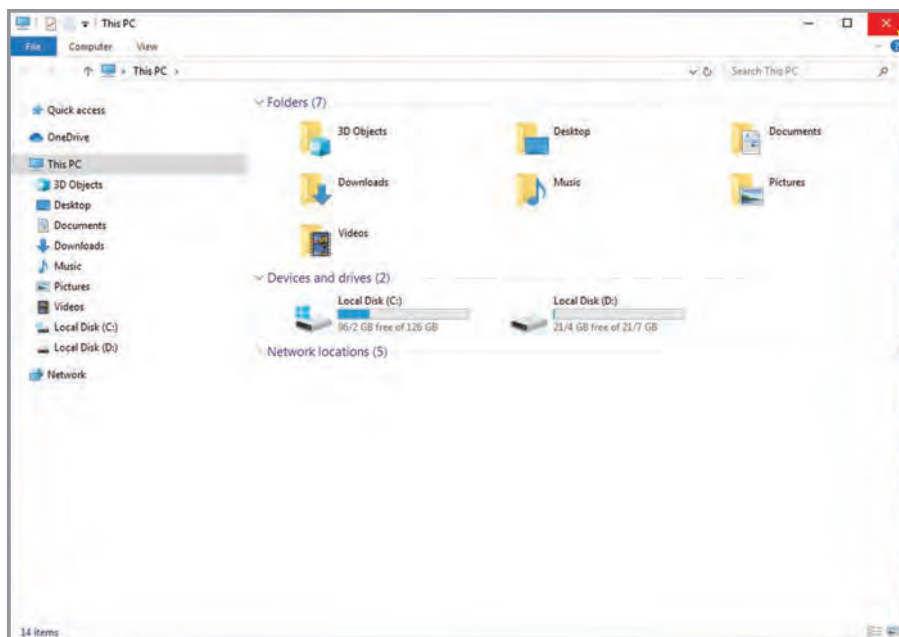 This PC
File Computer View
This PC
Search This PC
Quick access
OneDrive
This PC
3D Objects
Desktop
Documents
Downloads
Music
Pictures
Videos
Local Disk (C:)
Local Disk (D:)
Network
Folders (7)
3D Objects
Desktop
Documents
Downloads
Music
Pictures
Videos
Devices and drives (2)
Local Disk (C:)
96/2 GB free of 126 GB
Local Disk (D:)
21/4 GB free of 21/7 GB
Network locations (5)
14 items